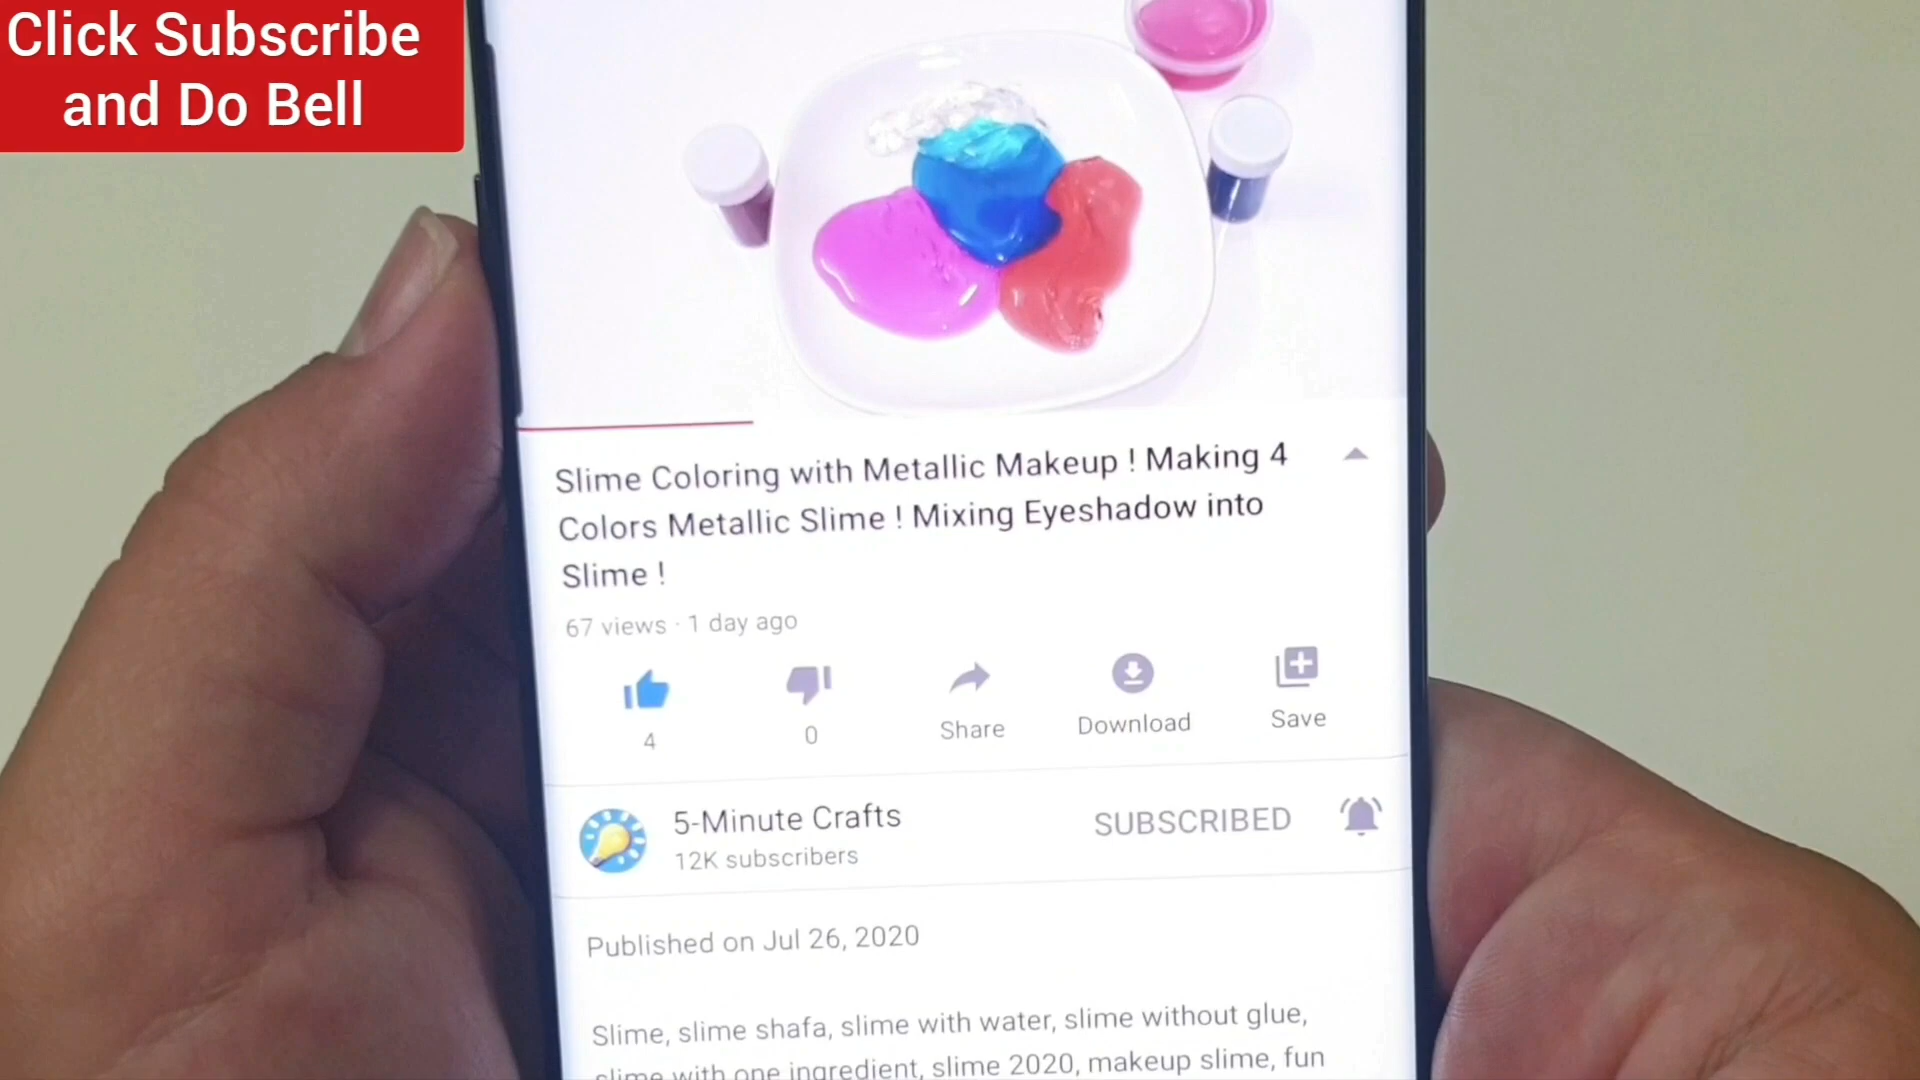 Click Subscribe
and Do Bell
Slime Coloring with Metallic Makeup ! Making 4
Colors Metallic Slime ! Mixing Eyeshadow into
Slime !
67 views · 1 day ago
4
0
Share
Download
Save
5-Minute Crafts
SUBSCRIBED
12K subscribers
Published on Jul 26, 2020
Slime, slime shafa, slime with water, slime without glue,
slime with one ingredient, slime 2020, makeup slime, fun